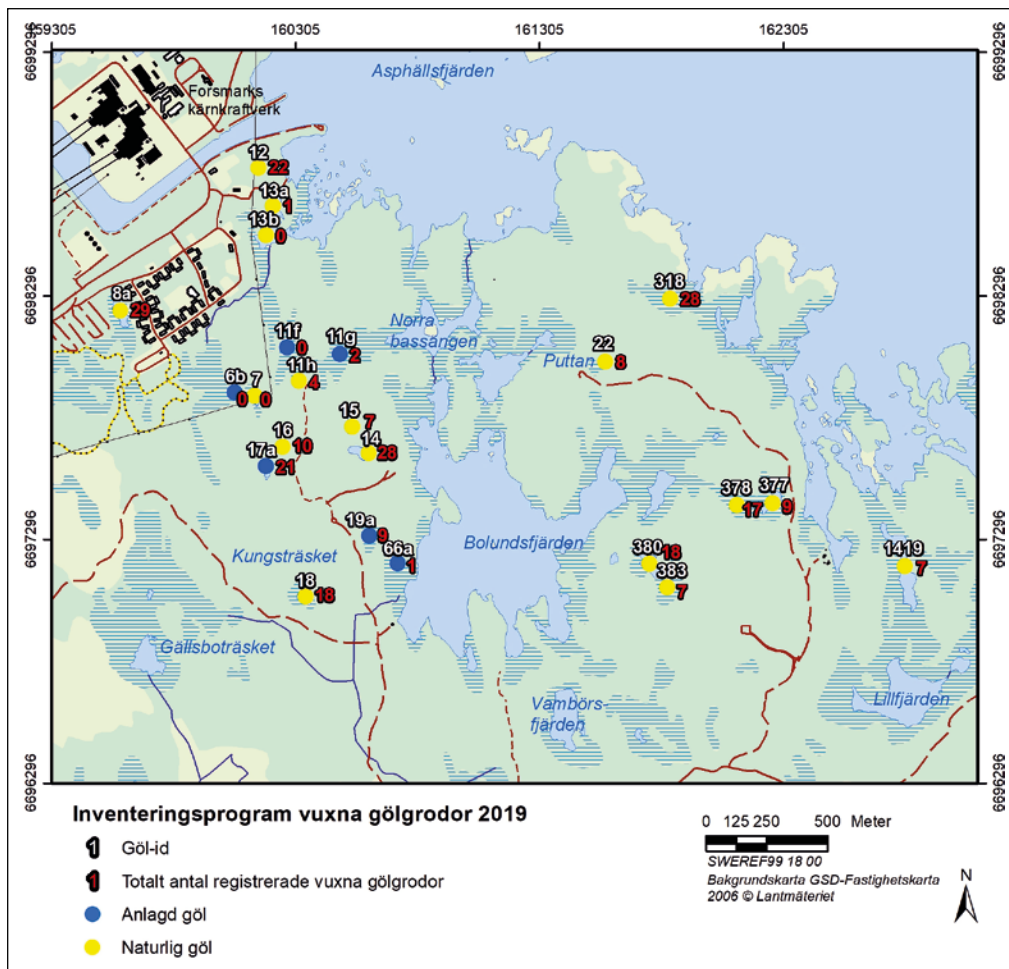 159305 160305 161305 162305
6699296 6699296
Asphällsfjärden
Forsmarks
kärnkraftverk
12 22
13a 1
13b 0
6698296 6698296
8a 29
318 28
Norra
bassängen
11f 0
11g 2
22 8
Puttan
11h 4
6b 0
7 0
15 7
16 10
14 28
17a 21
378 17
377 9
19a 9
6697296 6697296
Kungsträsket
66a 1
Bolundsfjärden
380 18
383 7
1419 7
18 18
Gällsboträsket
Vambörs-
fjärden
Lillfjärden
6696296 6696296
Inventeringsprogram vuxna gölgrodor 2019
1 Göl-id
1 Totalt antal registrerade vuxna gölgrodor
Anlagd göl
Naturlig göl
0 125 250 500 Meter
SWEREF99 18 00
Bakgrundskarta GSD-Fastighetskarta
2006 © Lantmäteriet
N